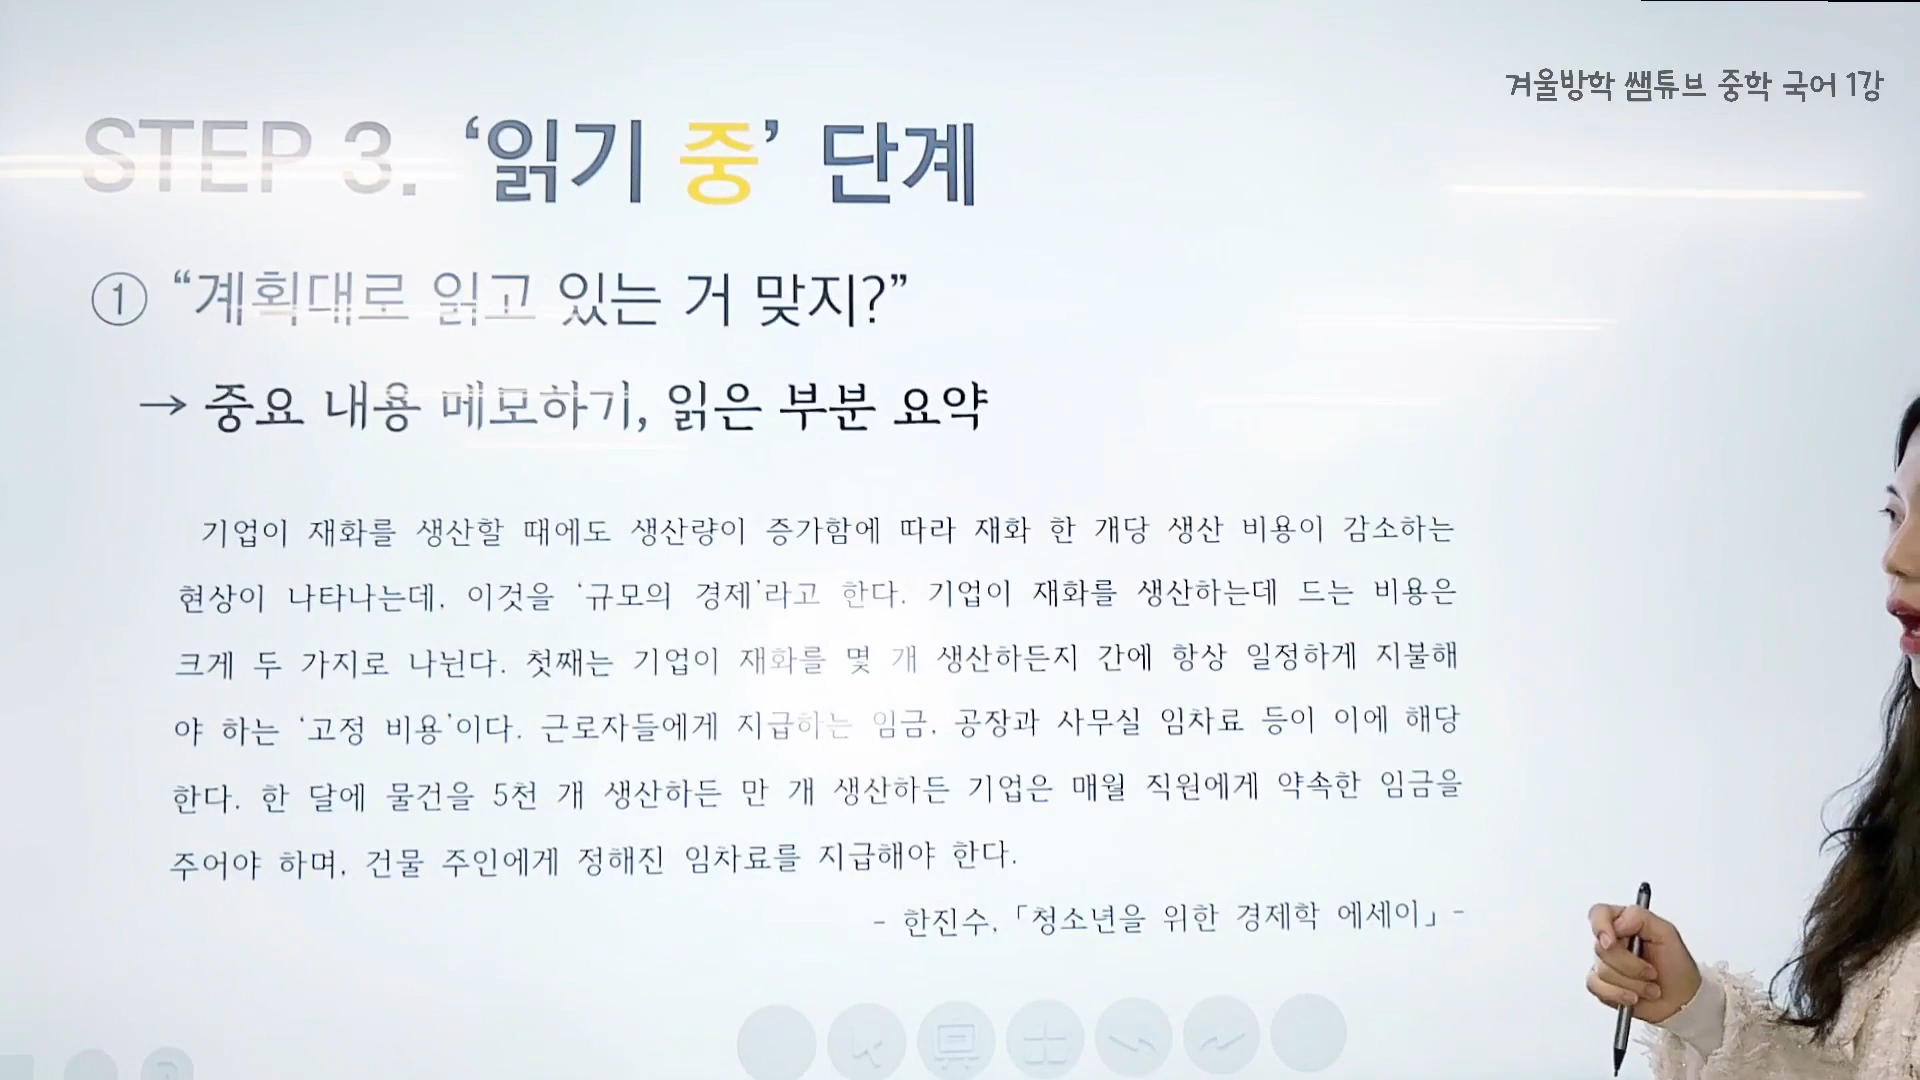 겨울방학 쌤튜브 중학 국어 1강
STEP 3. ‘읽기 중’ 단계
① “계획대로 읽고 있는 거 맞지?”
→ 중요 내용 메모하기, 읽은 부분 요약
기업이 재화를 생산할 때에도 생산량이 증가함에 따라 재화 한 개당 생산 비용이 감소하는
현상이 나타나는데, 이것을 ‘규모의 경제’라고 한다. 기업이 재화를 생산하는데 드는 비용은
크게 두 가지로 나뉜다. 첫째는 기업이 재화를 몇 개 생산하든지 간에 항상 일정하게 지불해
야 하는 ‘고정 비용’이다. 근로자들에게 지급하는 임금, 공장과 사무실 임차료 등이 이에 해당
한다. 한 달에 물건을 5천 개 생산하든 만 개 생산하든 기업은 매월 직원에게 약속한 임금을
주어야 하며, 건물 주인에게 정해진 임차료를 지급해야 한다.
- 한진수, 「청소년을 위한 경제학 에세이」 -